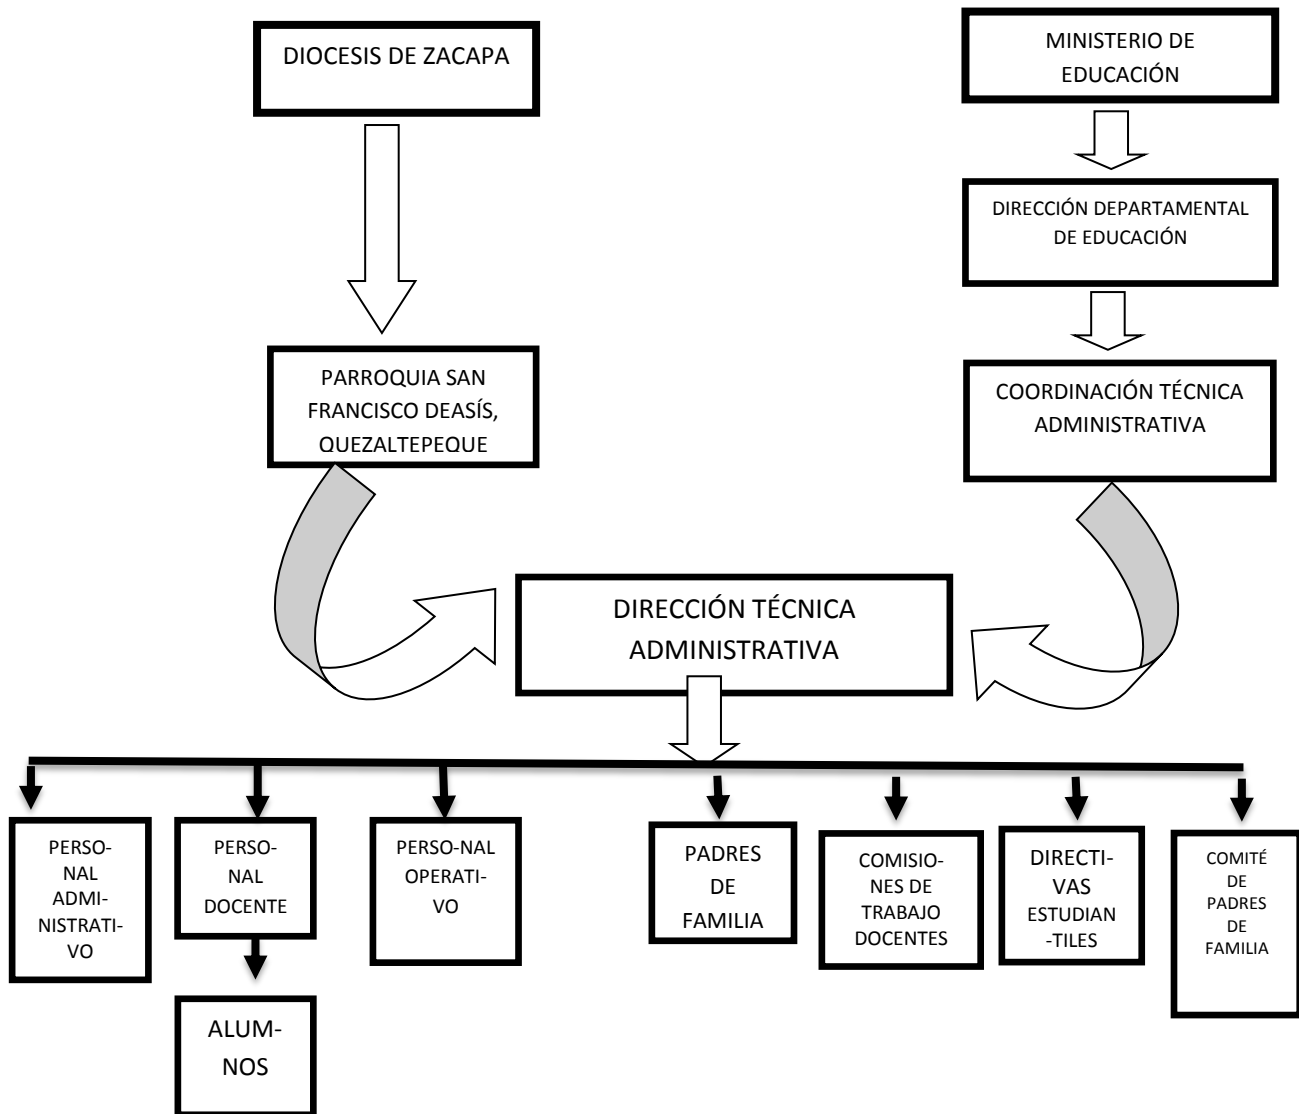 DIOCESIS DE ZACAPA
MINISTERIO DE
EDUCACIÓN
DIRECCIÓN DEPARTAMENTAL
DE EDUCACIÓN
PARROQUIA SAN
FRANCISCO DEASÍS,
QUEZALTEPEQUE
COORDINACIÓN TÉCNICA
ADMINISTRATIVA
DIRECCIÓN TÉCNICA
ADMINISTRATIVA
PERSO-
NAL
ADMI-
NISTRATI-
VO
PERSO-
NAL
DOCENTE
PERSO-NAL
OPERATI-
VO
PADRES
DE
FAMILIA
COMISIO-
NES DE
TRABAJO
DOCENTES
DIRECTI-
VAS
ESTUDIAN
-TILES
COMITÉ
DE
PADRES
DE
FAMILIA
ALUM-
NOS